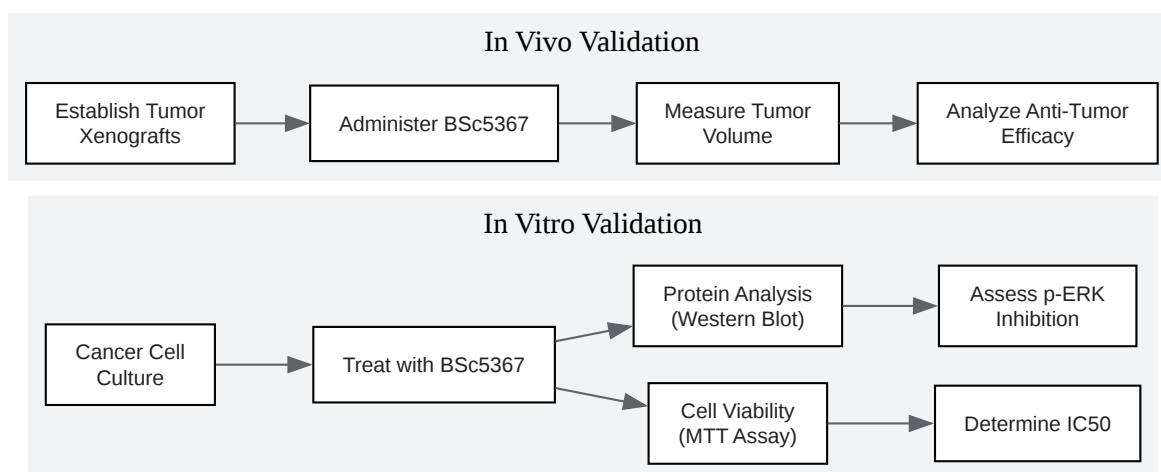 In Vivo Validation
Establish Tumor
Xenografts
Administer BSc5367
Measure Tumor
Volume
Analyze Anti-Tumor
Efficacy
In Vitro Validation
Cancer Cell
Culture
Treat with BSc5367
Protein Analysis
(Western Blot)
Assess p-ERK
Inhibition
Cell Viability
(MTT Assay)
Determine IC50